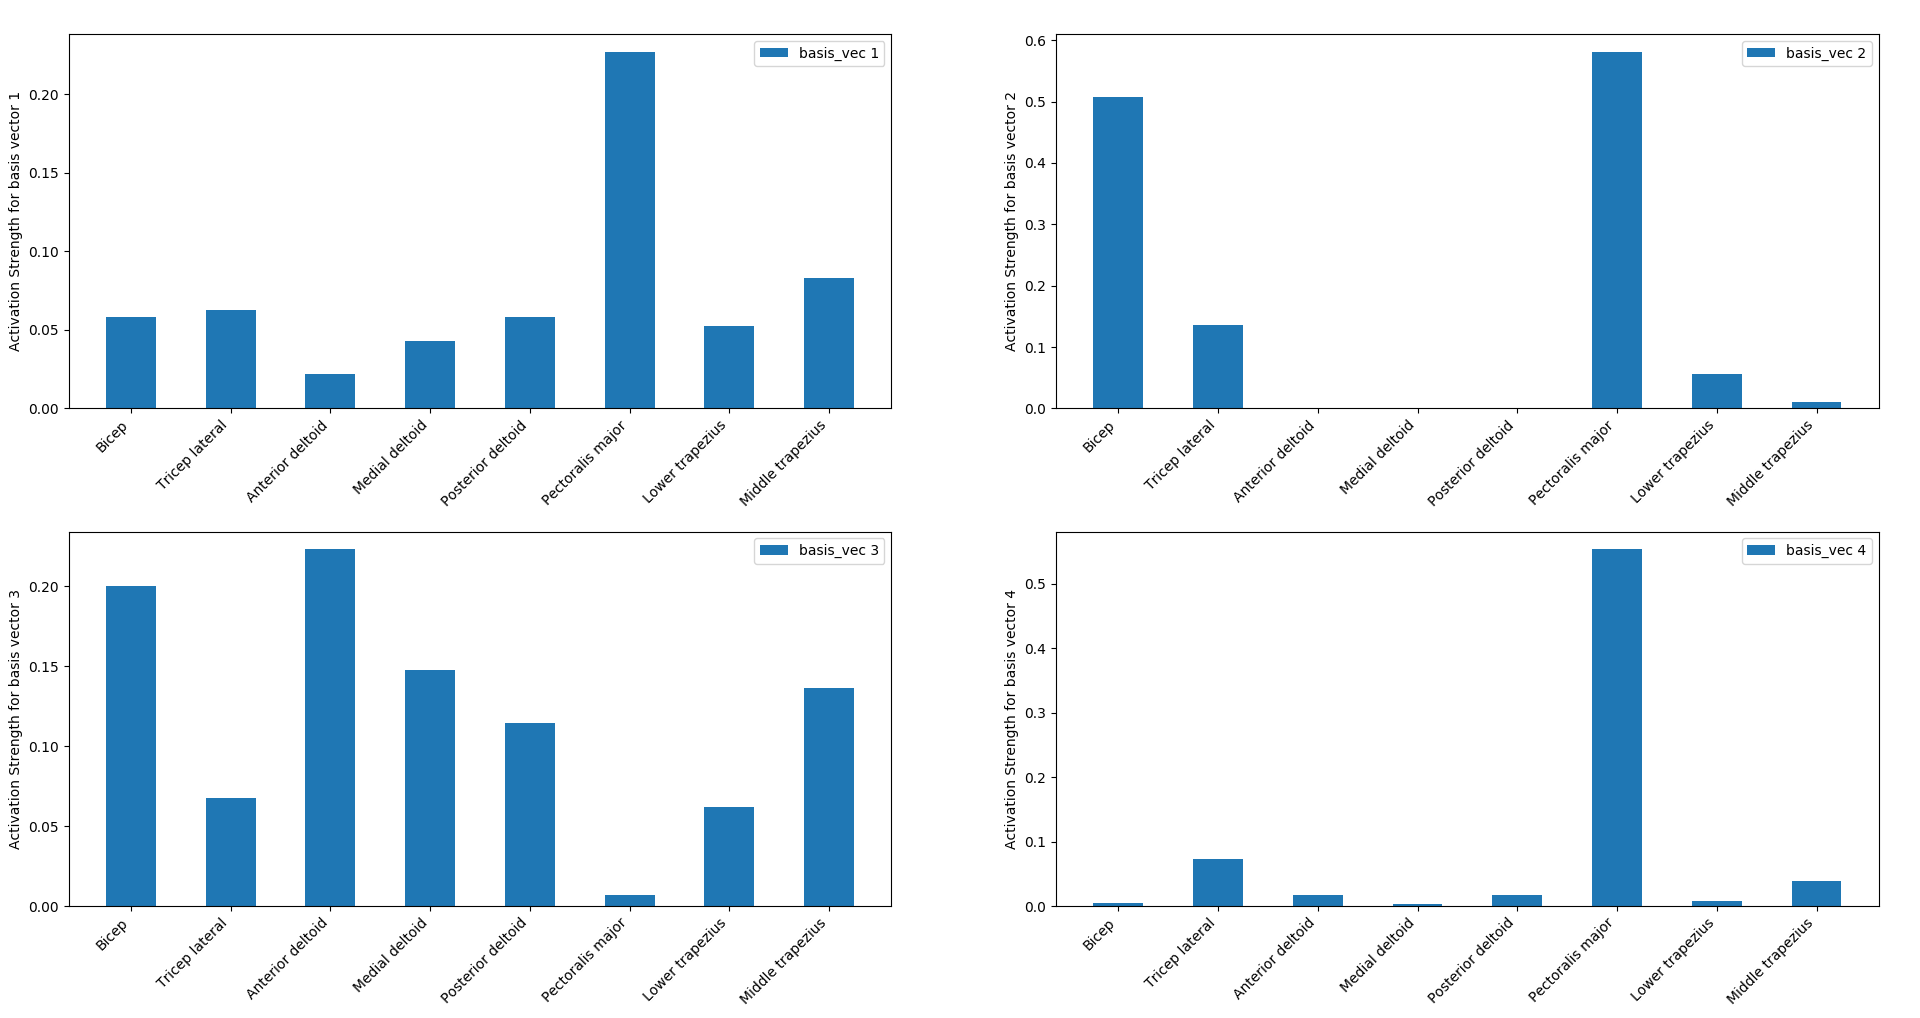 basis_vec 1
Activation Strength for basis vector 1
0.20
0.15
0.10
0.05
0.00
Bicep
Tricep lateral
Anterior deltoid
Medial deltoid
Posterior deltoid
Pectoralis major
Lower trapezius
Middle trapezius
basis_vec 2
Activation Strength for basis vector 2
0.6
0.5
0.4
0.3
0.2
0.1
0.0
Bicep
Tricep lateral
Anterior deltoid
Medial deltoid
Posterior deltoid
Pectoralis major
Lower trapezius
Middle trapezius
basis_vec 3
Activation Strength for basis vector 3
0.20
0.15
0.10
0.05
0.00
Bicep
Tricep lateral
Anterior deltoid
Medial deltoid
Posterior deltoid
Pectoralis major
Lower trapezius
Middle trapezius
basis_vec 4
Activation Strength for basis vector 4
0.5
0.4
0.3
0.2
0.1
0.0
Bicep
Tricep lateral
Anterior deltoid
Medial deltoid
Posterior deltoid
Pectoralis major
Lower trapezius
Middle trapezius